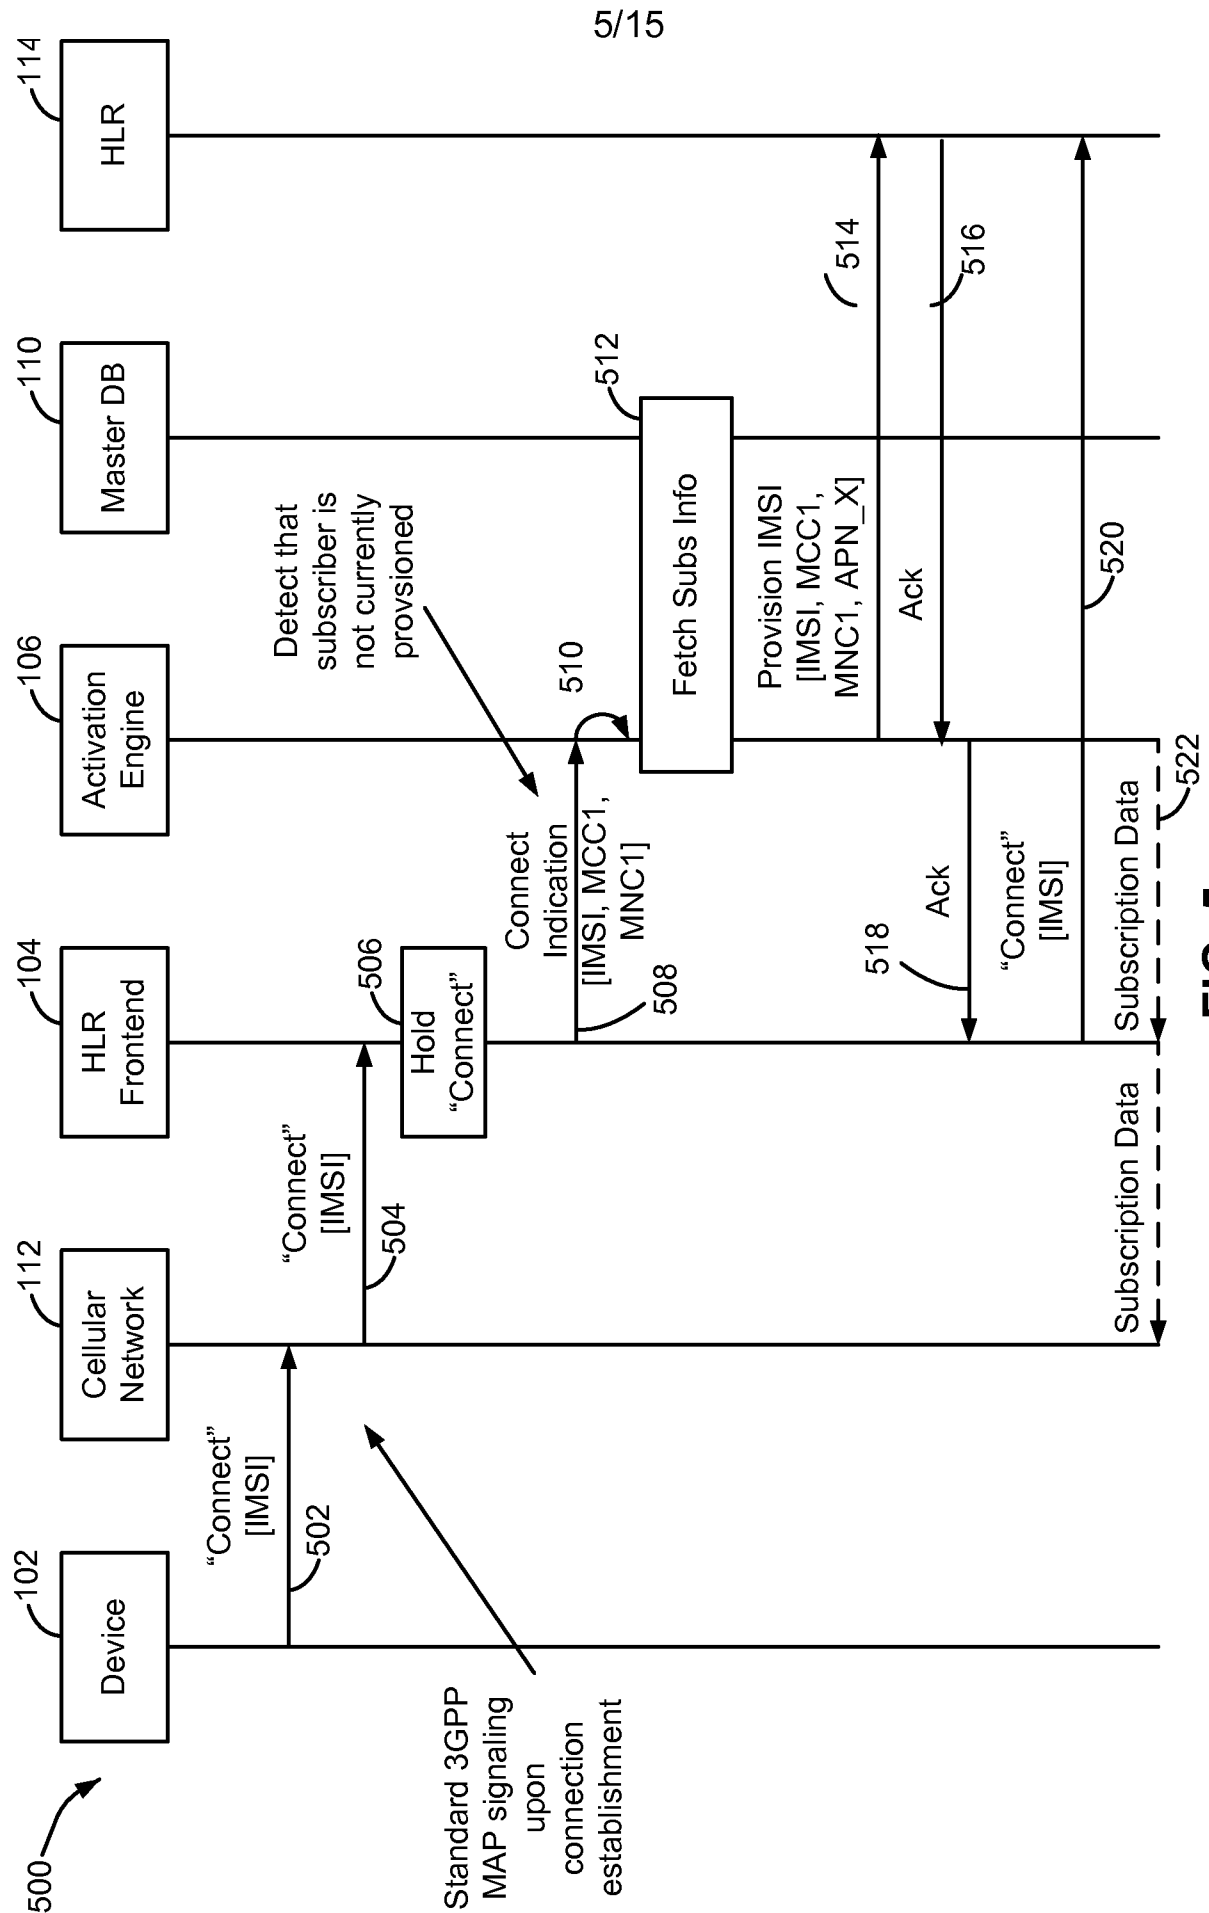 5/15
500
102
Device
112
Cellular
Network
104
HLR
Frontend
106
Activation
Engine
110
Master DB
114
HLR
"Connect"
[IMSI]
502
"Connect"
[IMSI]
504
Standard 3GPP
MAP signaling
upon
connection
establishment
506
Hold
"Connect"
Detect that
subscriber is
not currently
provsioned
Connect
Indication
[IMSI, MCC1,
MNC1]
508
510
512
Fetch Subs Info
Provision IMSI
[IMSI, MCC1,
MNC1, APN_X]
514
Ack
516
Ack
518
"Connect"
[IMSI]
520
Subscription Data
522
Subscription Data